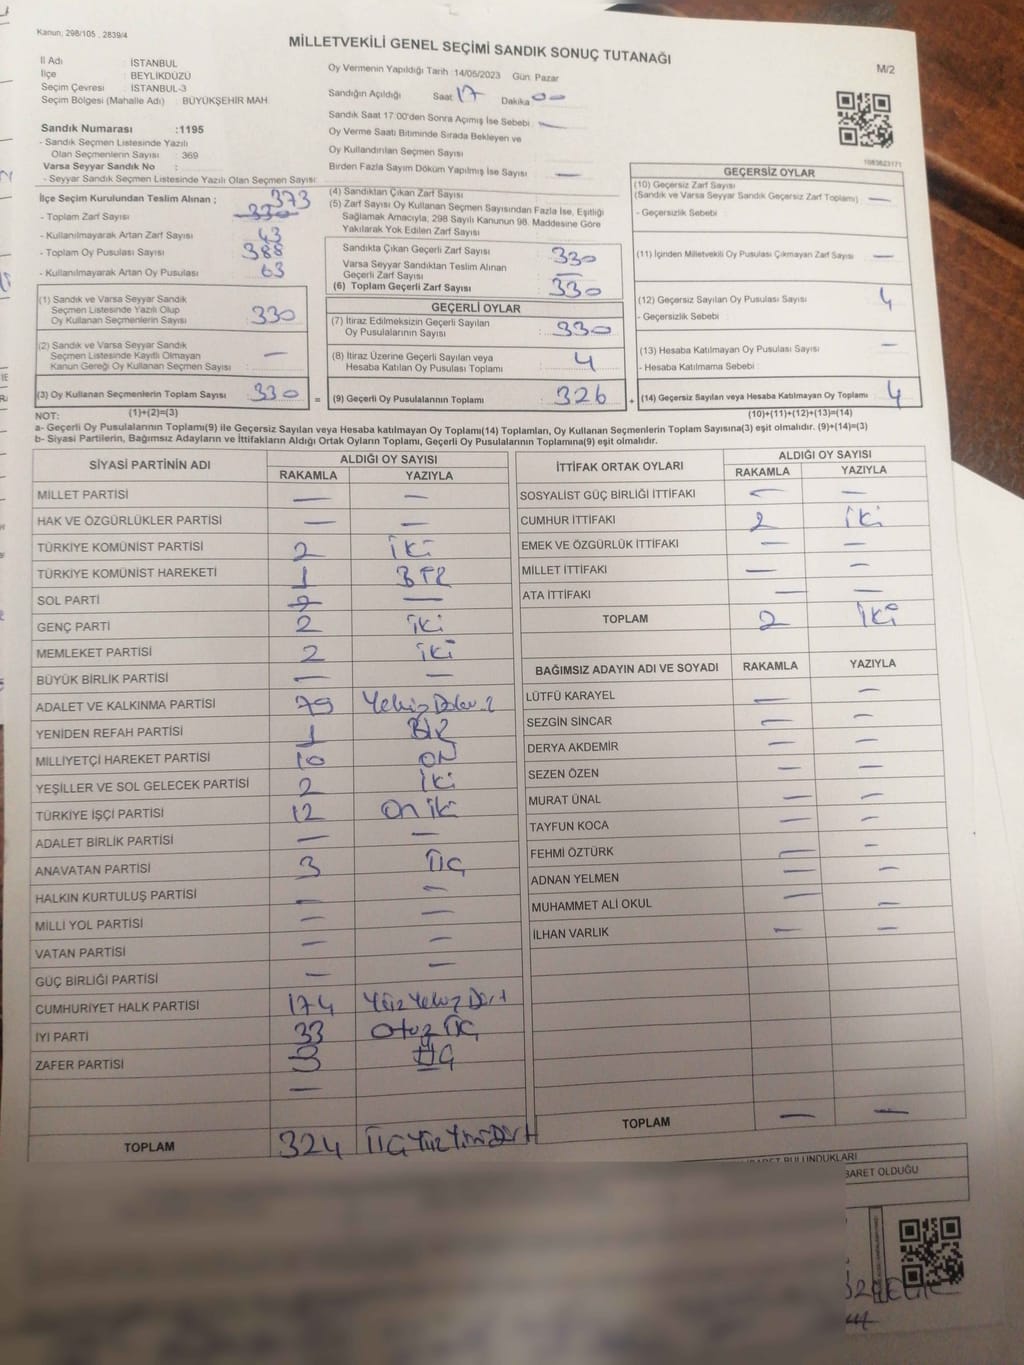 Kanun, 298/105 , 2839/4
MİLLETVEKİLİ GENEL SEÇİMİ SANDIK SONUÇ TUTANAĞI
M/2
İl Adı : İSTANBUL
İlçe : BEYLİKDÜZÜ
Seçim Çevresi : İSTANBUL-3
Seçim Bölgesi (Mahalle Adı) : BÜYÜKŞEHİR MAH
Sandık Numarası :1195
- Sandık Seçmen Listesinde Yazılı
Olan Seçmenlerin Sayısı : 369
Varsa Seyyar Sandık No :
- Seyyar Sandık Seçmen Listesinde Yazılı Olan Seçmen Sayısı:
Oy Vermenin Yapıldığı Tarih :14/05/2023 Gün: Pazar
Sandığın Açıldığı Saat 17 Dakika 00
Sandık Saat 17:00'den Sonra Açımış İse Sebebi : —
Oy Verme Saati Bitiminde Sırada Bekleyen ve
Oy Kullandırılan Seçmen Sayısı :
Birden Fazla Sayım Döküm Yapılmış İse Sayısı : —
1083623171
İlçe Seçim Kurulundan Teslim Alınan ; 373
- Toplam Zarf Sayısı : 330
- Kullanılmayarak Artan Zarf Sayısı : 43
- Toplam Oy Pusulası Sayısı : 388
- Kullanılmayarak Artan Oy Pusulası : 63
(1) Sandık ve Varsa Seyyar Sandık
Seçmen Listesinde Yazılı Olup
Oy Kullanan Seçmenlerin Sayısı : 330
(2) Sandık ve Varsa Seyyar Sandık
Seçmen Listesinde Kayıtlı Olmayan
Kanun Gereği Oy Kullanan Seçmen Sayısı : —
(3) Oy Kullanan Seçmenlerin Toplam Sayısı : 330 =
(4) Sandıktan Çıkan Zarf Sayısı
(5) Zarf Sayısı Oy Kullanan Seçmen Sayısından Fazla İse, Eşitliği
Sağlamak Amacıyla, 298 Sayılı Kanunun 98. Maddesine Göre
Yakılarak Yok Edilen Zarf Sayısı
Sandıkta Çıkan Geçerli Zarf Sayısı : 330
Varsa Seyyar Sandıktan Teslim Alınan
Geçerli Zarf Sayısı : —
(6) Toplam Geçerli Zarf Sayısı : 330
GEÇERLİ OYLAR
(7) İtiraz Edilmeksizin Geçerli Sayılan
Oy Pusulalarının Sayısı : 330
(8) İtiraz Üzerine Geçerli Sayılan veya
Hesaba Katılan Oy Pusulası Toplamı : 4
(9) Geçerli Oy Pusulalarının Toplamı : 326 +
GEÇERSİZ OYLAR
(10) Geçersiz Zarf Sayısı
(Sandık ve Varsa Seyyar Sandık Geçersiz Zarf Toplamı) : —
- Geçersizlik Sebebi :
(11) İçinden Milletvekili Oy Pusulası Çıkmayan Zarf Sayısı : —
(12) Geçersiz Sayılan Oy Pusulası Sayısı : 4
- Geçersizlik Sebebi :
(13) Hesaba Katılmayan Oy Pusulası Sayısı : —
- Hesaba Katılmama Sebebi :
(14) Geçersiz Sayılan veya Hesaba Katılmayan Oy Toplamı : 4
NOT: (1)+(2)=(3) (10)+(11)+(12)+(13)=(14)
a- Geçerli Oy Pusulalarının Toplamı(9) ile Geçersiz Sayılan veya Hesaba Katılmayan Oy Toplamı(14) Toplamları, Oy Kullanan Seçmenlerin Toplam Sayısına(3) eşit olmalıdır. (9)+(14)=(3)
b- Siyasi Partilerin, Bağımsız Adayların ve İttifakların Aldığı Ortak Oyların Toplamı, Geçerli Oy Pusulalarının Toplamına(9) eşit olmalıdır.
SİYASİ PARTİNİN ADI ALDIĞI OY SAYISI
RAKAMLA YAZIYLA
MİLLET PARTİSİ — —
HAK VE ÖZGÜRLÜKLER PARTİSİ — —
TÜRKİYE KOMÜNİST PARTİSİ 2 iki
TÜRKİYE KOMÜNİST HAREKETİ 1 BİR
SOL PARTİ —
GENÇ PARTİ 2 iki
MEMLEKET PARTİSİ 2 iki
BÜYÜK BİRLİK PARTİSİ — —
ADALET VE KALKINMA PARTİSİ 79
YENİDEN REFAH PARTİSİ 1 BİR
MİLLİYETÇİ HAREKET PARTİSİ 10 ON
YEŞİLLER VE SOL GELECEK PARTİSİ 2 iki
TÜRKİYE İŞÇİ PARTİSİ 12 on iki
ADALET BİRLİK PARTİSİ — —
ANAVATAN PARTİSİ 3 ÜÇ
HALKIN KURTULUŞ PARTİSİ — —
MİLLİ YOL PARTİSİ — —
VATAN PARTİSİ — —
GÜÇ BİRLİĞİ PARTİSİ — —
CUMHURİYET HALK PARTİSİ 174 Yüz Yetmiş Dört
İYİ PARTİ 33 otuz ÜÇ
ZAFER PARTİSİ 3 ÜÇ
—
TOPLAM 324 ÜÇ Yüz Yirmi Dört
İTTİFAK ORTAK OYLARI ALDIĞI OY SAYISI
RAKAMLA YAZIYLA
SOSYALİST GÜÇ BİRLİĞİ İTTİFAKI — —
CUMHUR İTTİFAKI 2 iki
EMEK VE ÖZGÜRLÜK İTTİFAKI — —
MİLLET İTTİFAKI — —
ATA İTTİFAKI — —
TOPLAM 2 iki
BAĞIMSIZ ADAYIN ADI VE SOYADI RAKAMLA YAZIYLA
LÜTFÜ KARAYEL — —
SEZGİN SİNCAR — —
DERYA AKDEMİR — —
SEZEN ÖZEN — —
MURAT ÜNAL — —
TAYFUN KOCA — —
FEHMİ ÖZTÜRK — —
ADNAN YELMEN — —
MUHAMMET ALİ OKUL — —
İLHAN VARLIK — —
TOPLAM — —
BULUNDUKLARI
BARET OLDUĞU